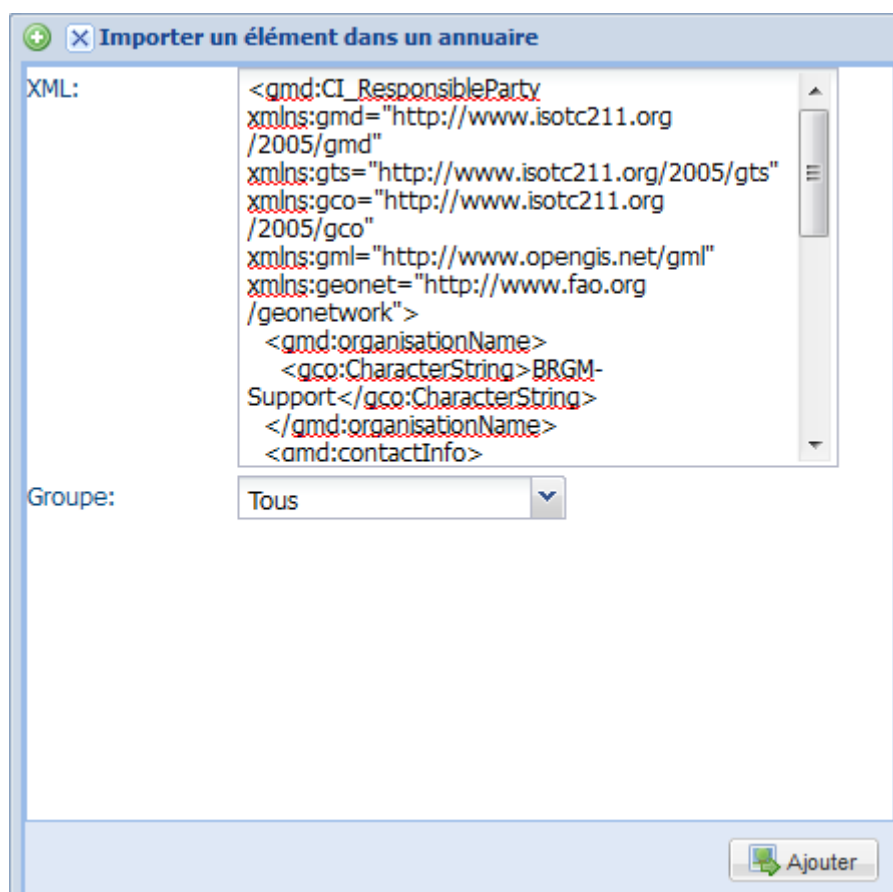 Importer un élément dans un annuaire
XML:
<gmd:CI_ResponsibleParty
xmlns:gmd="http://www.isotc211.org
/2005/gmd"
xmlns:gts="http://www.isotc211.org/2005/gts"
xmlns:gco="http://www.isotc211.org
/2005/gco"
xmlns:gml="http://www.opengis.net/gml"
xmlns:geonet="http://www.fao.org
/geonetwork">
<gmd:organisationName>
<gco:CharacterString>BRGM-
Support</gco:CharacterString>
</gmd:organisationName>
<gmd:contactInfo>
Groupe:
Tous
Ajouter